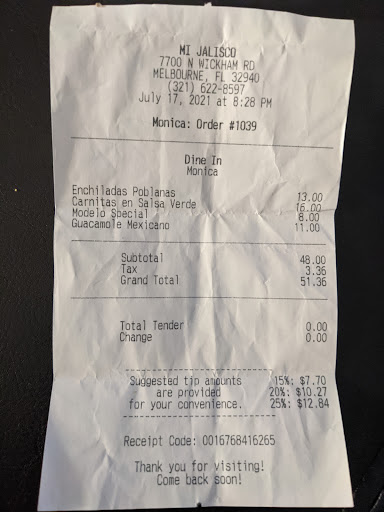 MI JALISCO
7700 N WICKHAM RD
MELBOURNE, FL 32940
(321) 622-8597
July 17, 2021 at 8:28 PM
Monica: Order #1039
Dine In
Monica
Enchiladas Poblanas 13.00
Carnitas en Salsa Verde 16.00
Modelo Special 8.00
Guacamole Mexicano 11.00
Subtotal 48.00
Tax 3.36
Grand Total 51.36
Total Tender 0.00
Change 0.00
Suggested tip amounts 15%: $7.70
are provided 20%: $10.27
for your convenience. 25%: $12.84
Receipt Code: 0016768416265
Thank you for visiting!
Come back soon!